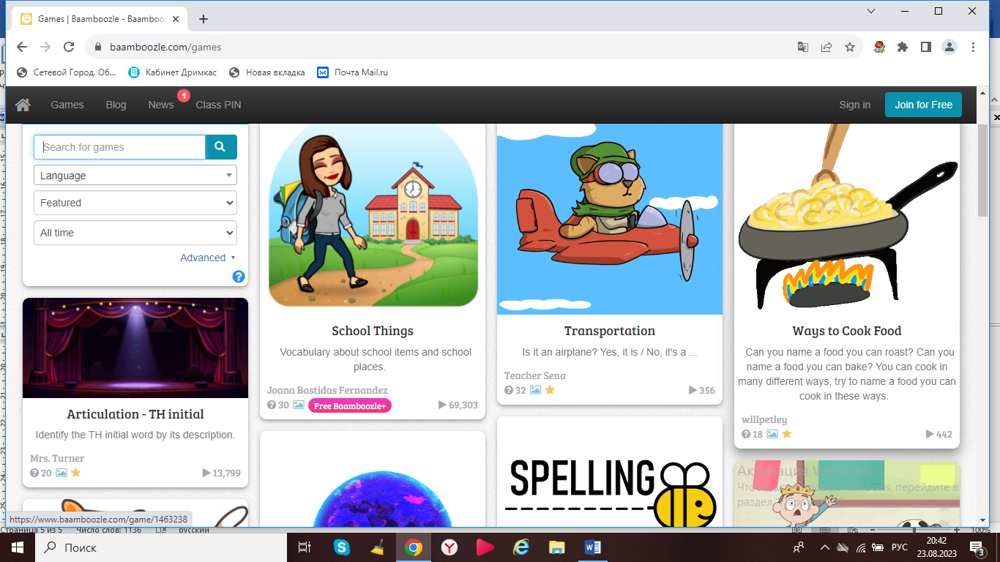 Games | Baamboozle - Baambooz
baamboozle.com/games
Сетевой Город. Об...
Кабинет Дримкас
Новая вкладка
Почта Mail.ru
Games
Blog
News
1
Class PIN
Sign in
Join for Free
Search for games
Language
Featured
All time
Advanced
?
Articulation - TH initial
Identify the TH initial word by its description.
Mrs. Turner
20
13,799
School Things
Vocabulary about school items and school
places.
Joana Bastidas Fernandez
30 Free Baamboozle+
69,303
Transportation
Is it an airplane? Yes, it is / No, it's a ...
Teacher Sena
32
356
SPELLING
Ways to Cook Food
Can you name a food you can roast? Can you
name a food you can bake? You can cook in
many different ways, try to name a food you can
cook in these ways.
willpetley
18
442
Активация Windows
перейдите в
раздел
https://www.baamboozle.com/game/1463238
Страница 5 из 5
Число слов: 1136
русский
100%
Поиск
РУС
20:42
23.08.2023
3